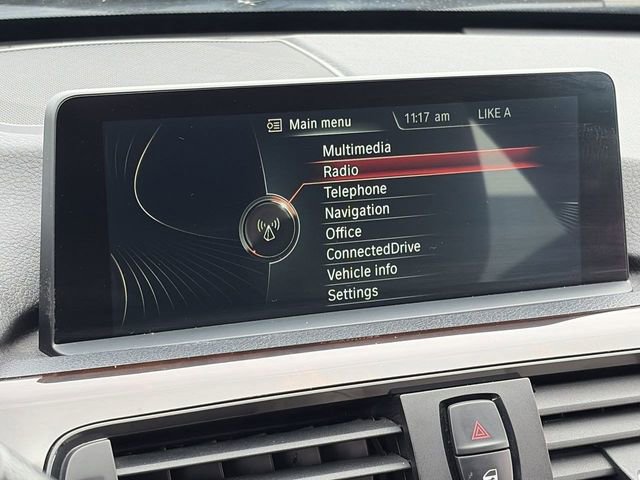 Main menu 11:17 am LIKE A
Multimedia
Radio
Telephone
Navigation
Office
ConnectedDrive
Vehicle info
Settings